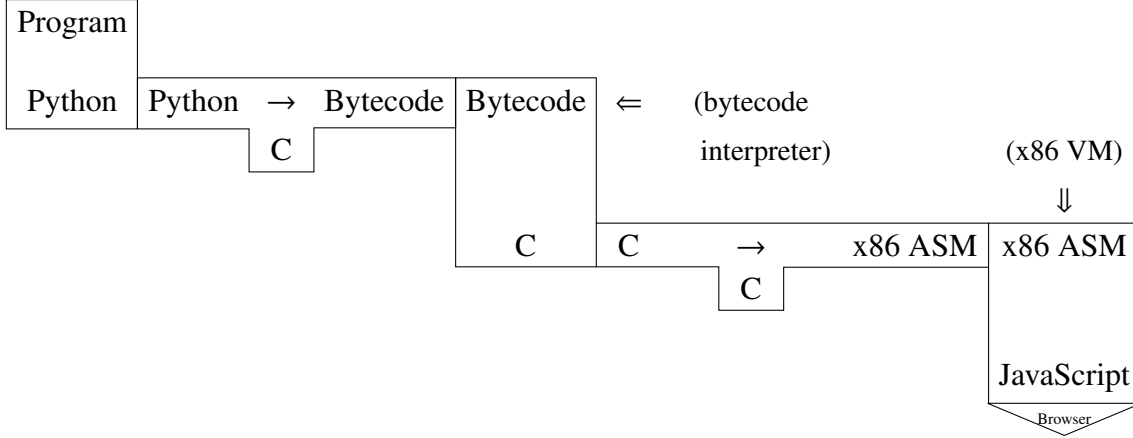 Program
Python Python → Bytecode Bytecode ⇐ (bytecode
C interpreter) (x86 VM)
⇓
C C → x86 ASM x86 ASM
C
JavaScript
Browser